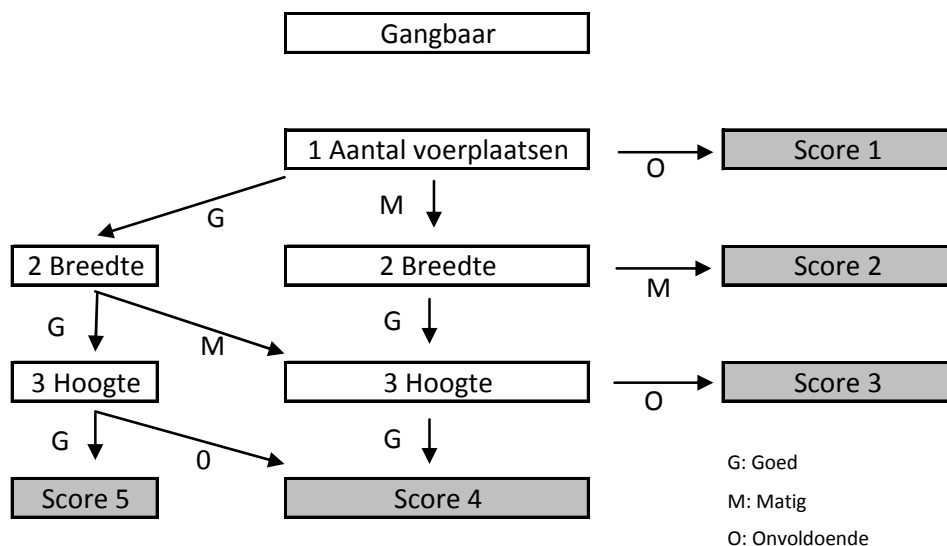 Gangbaar
1 Aantal voerplaatsen
Score 1
O
G
M
2 Breedte
2 Breedte
Score 2
M
G
M
G
3 Hoogte
3 Hoogte
Score 3
O
G
0
G
Score 5
Score 4
G: Goed
M: Matig
O: Onvoldoende